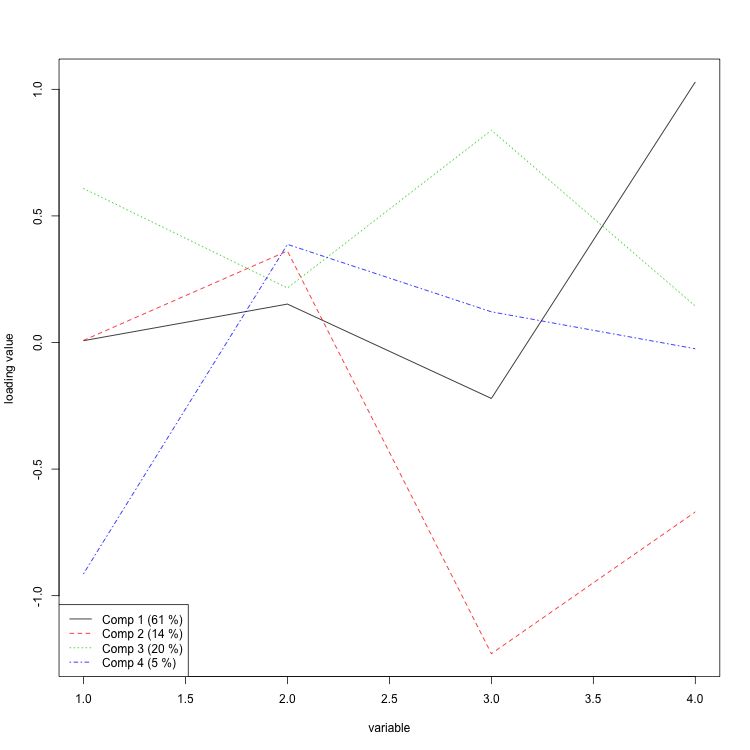 1.0
0.5
0.0
-0.5
-1.0
loading value
Comp 1 (61 %)
Comp 2 (14 %)
Comp 3 (20 %)
Comp 4 (5 %)
1.0 1.5 2.0 2.5 3.0 3.5 4.0
variable